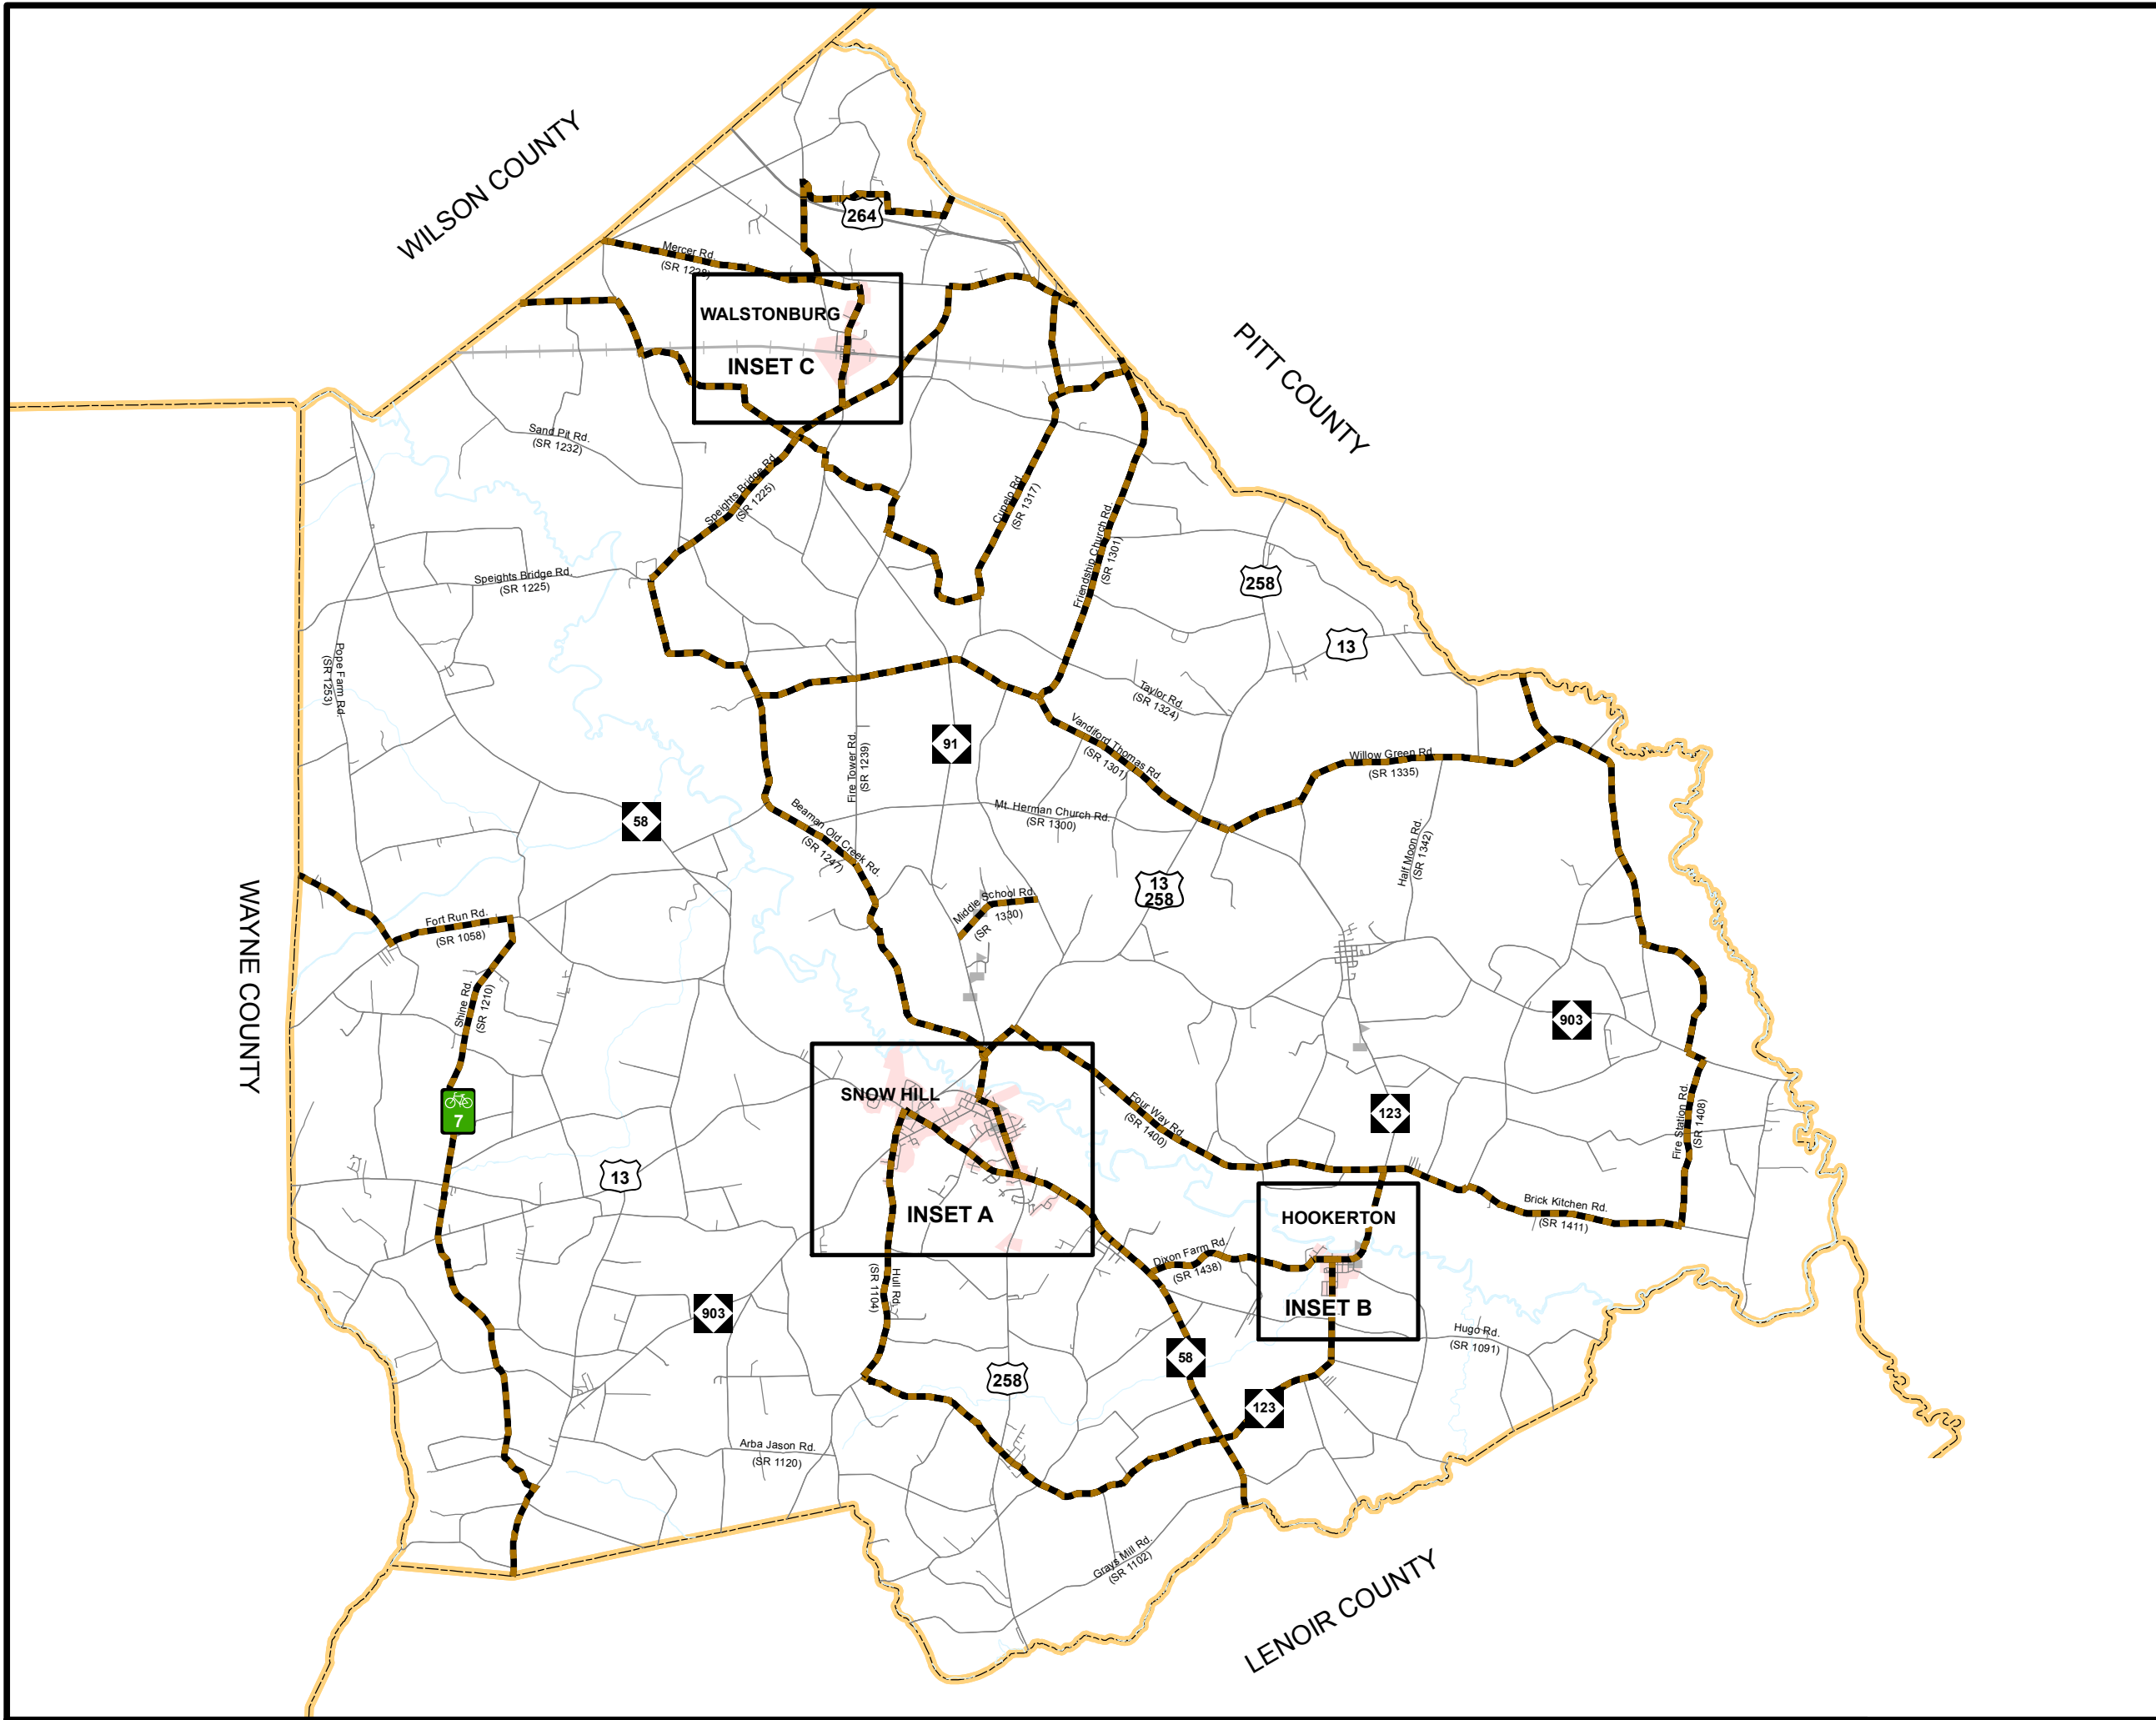 WILSON COUNTY
264
Mercer Rd.
(SR 1228)
WALSTONBURG
INSET C
PITT COUNTY
Sand Pit Rd.
(SR 1232)
Speights Bridge Rd.
(SR 1225)
Cupelo Rd.
(SR 1317)
Friendship Church Rd.
(SR 1301)
258
Speights Bridge Rd.
(SR 1225)
13
Pope Farm Rd.
(SR 1253)
Taylor Rd.
(SR 1324)
91
Vandiford Thomas Rd.
(SR 1301)
Willow Green Rd.
(SR 1335)
Fire Tower Rd.
(SR 1239)
58
Beaman Old Creek Rd.
(SR 1247)
Mt. Herman Church Rd.
(SR 1300)
Half Moon Rd.
(SR 1342)
13
258
Middle School Rd.
(SR 1330)
WAYNE COUNTY
Fort Run Rd.
(SR 1058)
Shine Rd.
(SR 1210)
903
7
SNOW HILL
Four Way Rd.
(SR 1400)
123
Fire Station Rd.
(SR 1408)
13
INSET A
Brick Kitchen Rd.
(SR 1411)
HOOKERTON
Dixon Farm Rd.
(SR 1438)
Hull Rd.
(SR 1104)
903
INSET B
Hugo Rd.
(SR 1091)
58
258
123
Arba Jason Rd.
(SR 1120)
Grays Mill Rd.
(SR 1102)
LENOIR COUNTY